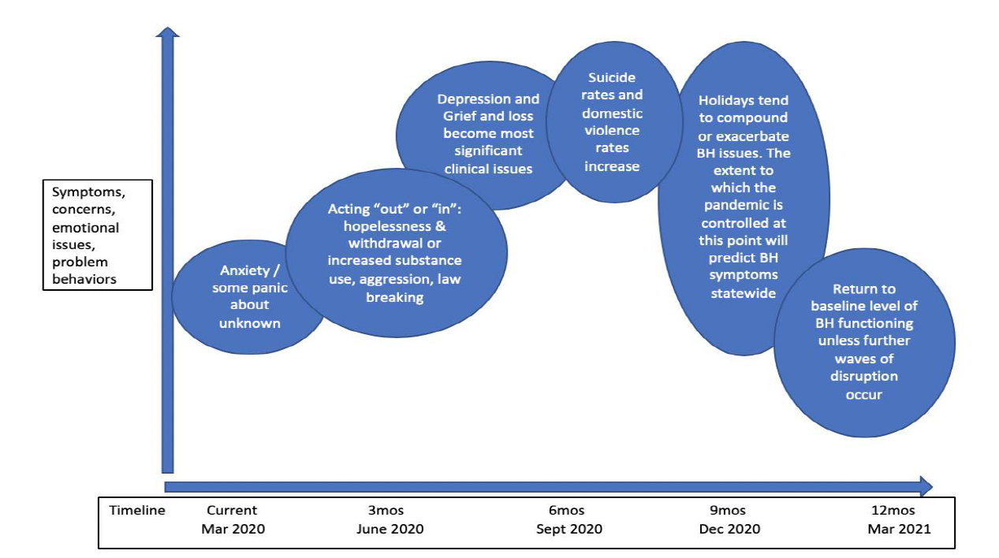 Symptoms,
concerns,
emotional
issues,
problem
behaviors
Anxiety /
some panic
about
unknown
Acting “out” or “in”:
hopelessness &
withdrawal or
increased substance
use, aggression, law
breaking
Depression and
Grief and loss
become most
significant
clinical issues
Suicide
rates and
domestic
violence
rates
increase
Holidays tend
to compound
or exacerbate
BH issues. The
extent to
which the
pandemic is
controlled at
this point will
predict BH
symptoms
statewide
Return to
baseline level of
BH functioning
unless further
waves of
disruption
occur
Timeline Current 3mos 6mos 9mos 12mos
Mar 2020 June 2020 Sept 2020 Dec 2020 Mar 2021